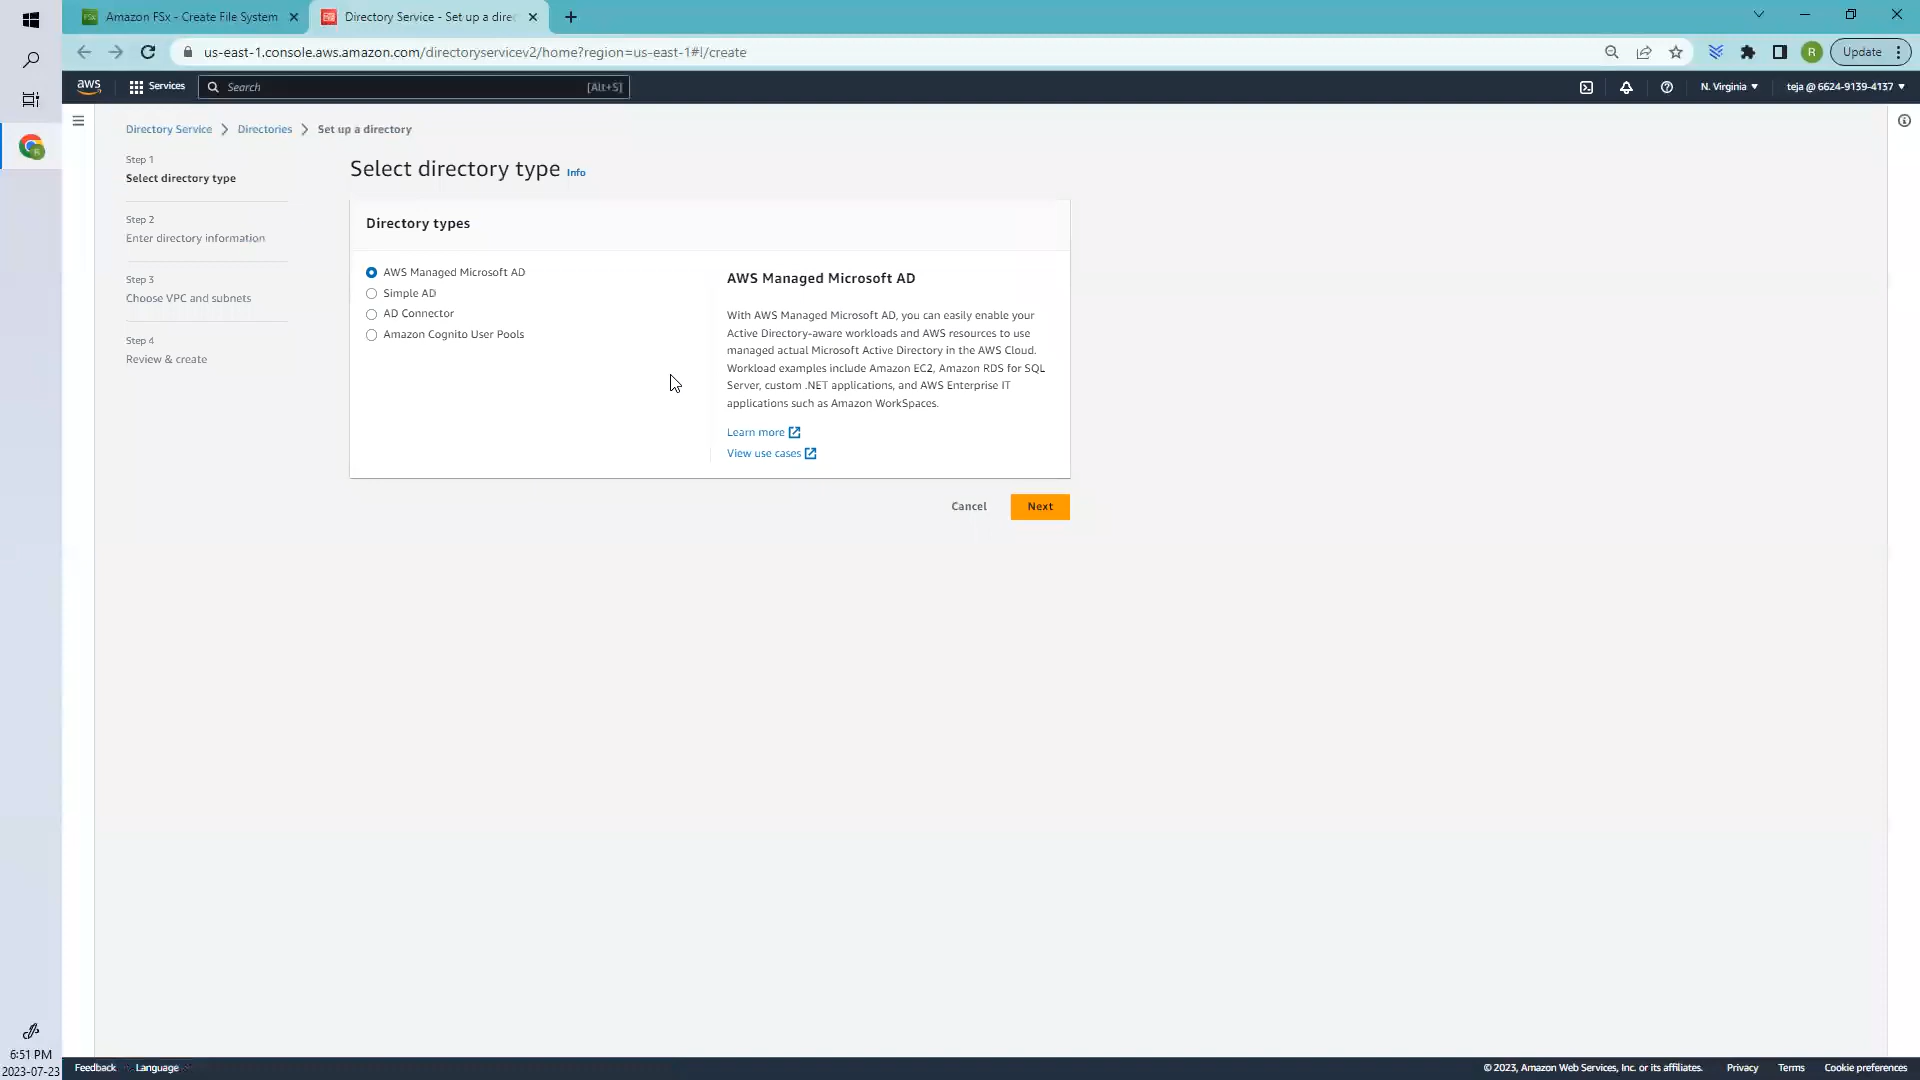 Amazon FSx - Create File System
Directory Service - Set up a direc
us-east-1.console.aws.amazon.com/directoryservicev2/home?region=us-east-1#!/create
R
Update
aws
Services
Search
[Alt+S]
N. Virginia
teja @ 6624-9139-4137
Directory Service
Directories
Set up a directory
Step 1
Select directory type
Step 2
Enter directory information
Step 3
Choose VPC and subnets
Step 4
Review & create
Select directory type Info
Directory types
AWS Managed Microsoft AD
Simple AD
AD Connector
Amazon Cognito User Pools
AWS Managed Microsoft AD
With AWS Managed Microsoft AD, you can easily enable your
Active Directory-aware workloads and AWS resources to use
managed actual Microsoft Active Directory in the AWS Cloud.
Workload examples include Amazon EC2, Amazon RDS for SQL
Server, custom .NET applications, and AWS Enterprise IT
applications such as Amazon WorkSpaces.
Learn more
View use cases
Cancel
Next
6:51 PM
2023-07-23
Feedback
Language
© 2023, Amazon Web Services, Inc. or its affiliates.
Privacy
Terms
Cookie preferences